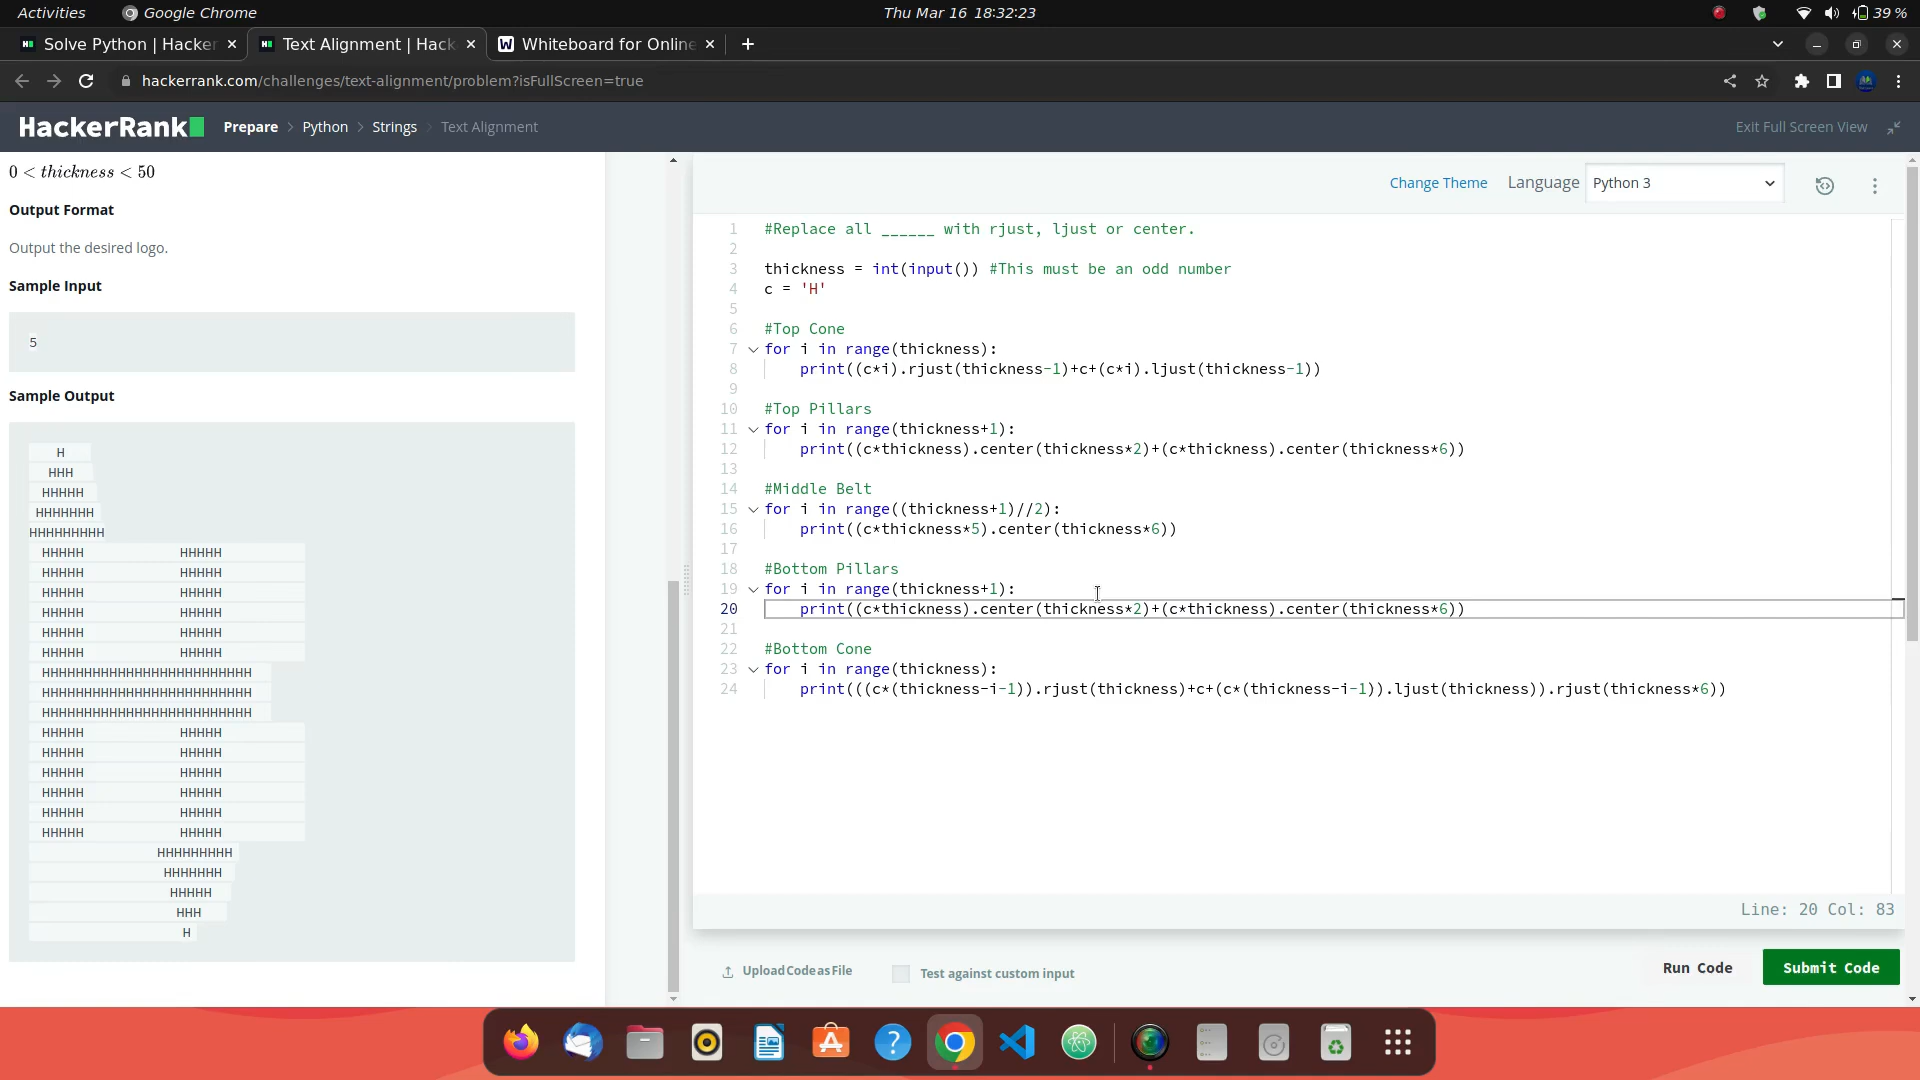 Activities Google Chrome Thu Mar 16 18:32:23 39 %
Solve Python | Hacker Text Alignment | Hack Whiteboard for Online
hackerrank.com/challenges/text-alignment/problem?isFullScreen=true
HackerRank Prepare > Python > Strings > Text Alignment Exit Full Screen View
0 < thickness < 50
Output Format
Output the desired logo.
Sample Input
5
Sample Output
H
HHH
HHHHH
HHHHHHH
HHHHHHHHH
HHHHH HHHHH
HHHHH HHHHH
HHHHH HHHHH
HHHHH HHHHH
HHHHH HHHHH
HHHHH HHHHH
HHHHHHHHHHHHHHHHHHHHHHHHH
HHHHHHHHHHHHHHHHHHHHHHHHH
HHHHHHHHHHHHHHHHHHHHHHHHH
HHHHH HHHHH
HHHHH HHHHH
HHHHH HHHHH
HHHHH HHHHH
HHHHH HHHHH
HHHHH HHHHH
HHHHHHHHH
HHHHHHH
HHHHH
HHH
H
Change Theme Language Python 3
1 #Replace all ______ with rjust, ljust or center.
2
3 thickness = int(input()) #This must be an odd number
4 c = 'H'
5
6 #Top Cone
7 for i in range(thickness):
8 print((c*i).rjust(thickness-1)+c+(c*i).ljust(thickness-1))
9
10 #Top Pillars
11 for i in range(thickness+1):
12 print((c*thickness).center(thickness*2)+(c*thickness).center(thickness*6))
13
14 #Middle Belt
15 for i in range((thickness+1)//2):
16 print((c*thickness*5).center(thickness*6))
17
18 #Bottom Pillars
19 for i in range(thickness+1):
20 print((c*thickness).center(thickness*2)+(c*thickness).center(thickness*6))
21
22 #Bottom Cone
23 for i in range(thickness):
24 print(((c*(thickness-i-1)).rjust(thickness)+c+(c*(thickness-i-1)).ljust(thickness)).rjust(thickness*6))
Line: 20 Col: 83
Upload Code as File Test against custom input Run Code Submit Code